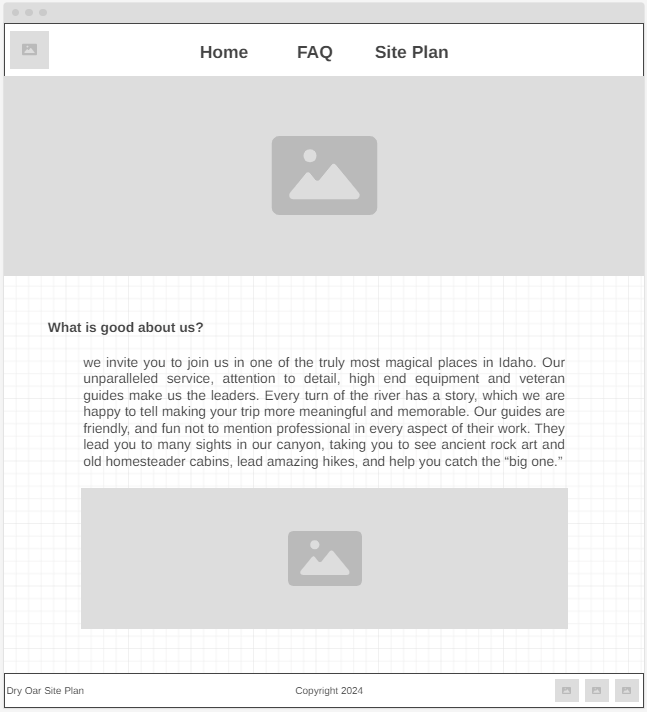 Home FAQ Site Plan
What is good about us?
we invite you to join us in one of the truly most magical places in Idaho. Our
unparalleled service, attention to detail, high end equipment and veteran
guides make us the leaders. Every turn of the river has a story, which we are
happy to tell making your trip more meaningful and memorable. Our guides are
friendly, and fun not to mention professional in every aspect of their work. They
lead you to many sights in our canyon, taking you to see ancient rock art and
old homesteader cabins, lead amazing hikes, and help you catch the “big one.”
Dry Oar Site Plan Copyright 2024